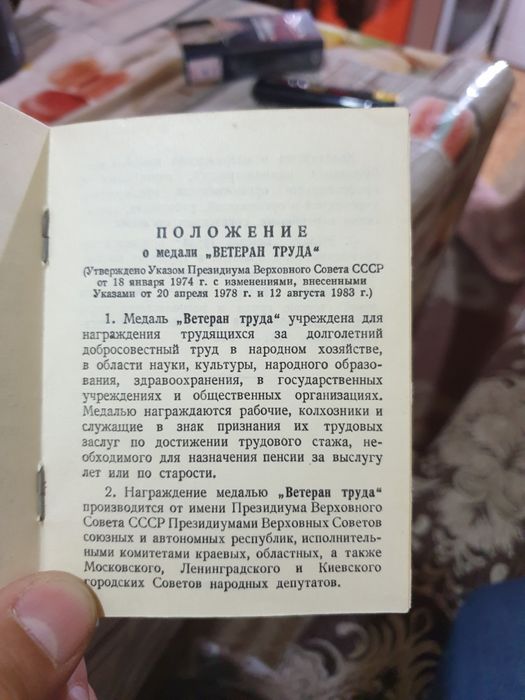 ПОЛОЖЕНИЕ
о медали „ВЕТЕРАН ТРУДА“
(Утверждено Указом Президиума Верховного Совета СССР
от 18 января 1974 г. с изменениями, внесенными
Указами от 20 апреля 1978 г. и 12 августа 1983 г.)
1. Медаль „Ветеран труда“ учреждена для
награждения трудящихся за долголетний
добросовестный труд в народном хозяйстве,
в области науки, культуры, народного образо-
вания, здравоохранения, в государственных
учреждениях и общественных организациях.
Медалью награждаются рабочие, колхозники и
служащие в знак признания их трудовых
заслуг по достижении трудового стажа, не-
обходимого для назначения пенсии за выслугу
лет или по старости.
2. Награждение медалью „Ветеран труда“
производится от имени Президиума Верховного
Совета СССР Президиумами Верховных Советов
союзных и автономных республик, исполнитель-
ными комитетами краевых, областных, а также
Московского, Ленинградского и Киевского
городских Советов народных депутатов.